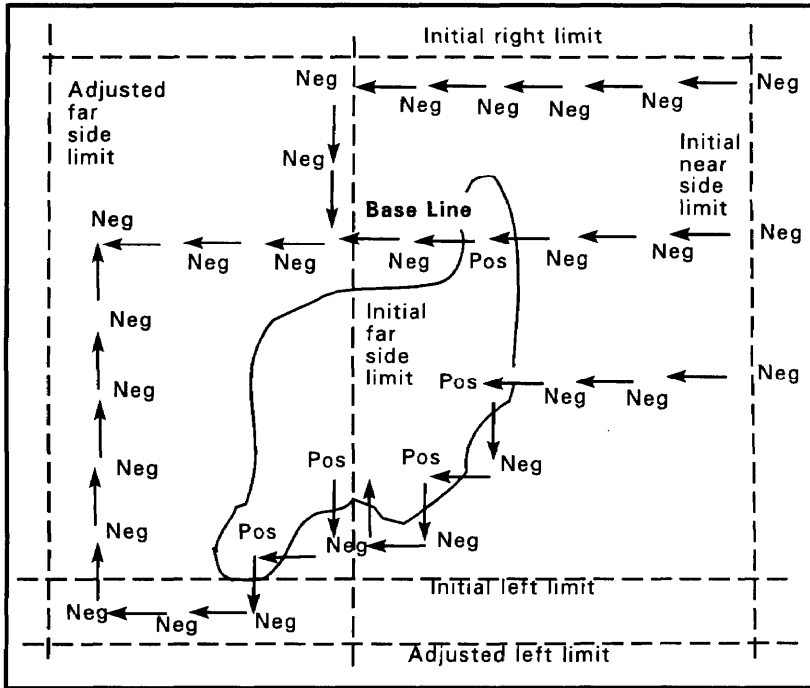 Initial right limit
Neg
Neg
Adjusted
far
side
limit
Neg
Neg
Neg
Neg
Neg
Initial
near
side
limit
Neg
Base Line
Neg
Neg
Neg
Neg
Neg
Pos
Neg
Neg
Neg
Initial
far
side
limit
Neg
Pos
Neg
Neg
Neg
Neg
Pos
Pos
Neg
Neg
Neg
Pos
Neg
Neg
Initial left limit
Neg
Neg
Neg
Adjusted left limit